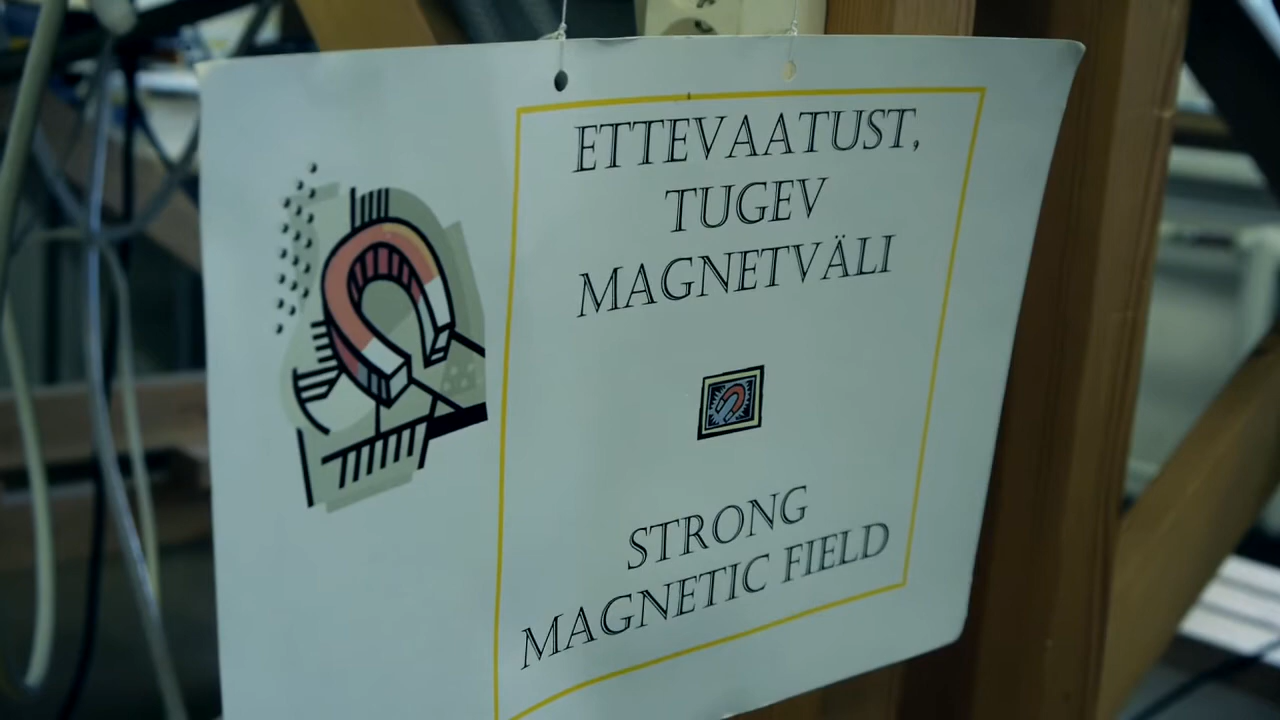 ETTEVAATUST,
TUGEV
MAGNETVÄLI
STRONG
MAGNETIC FIELD